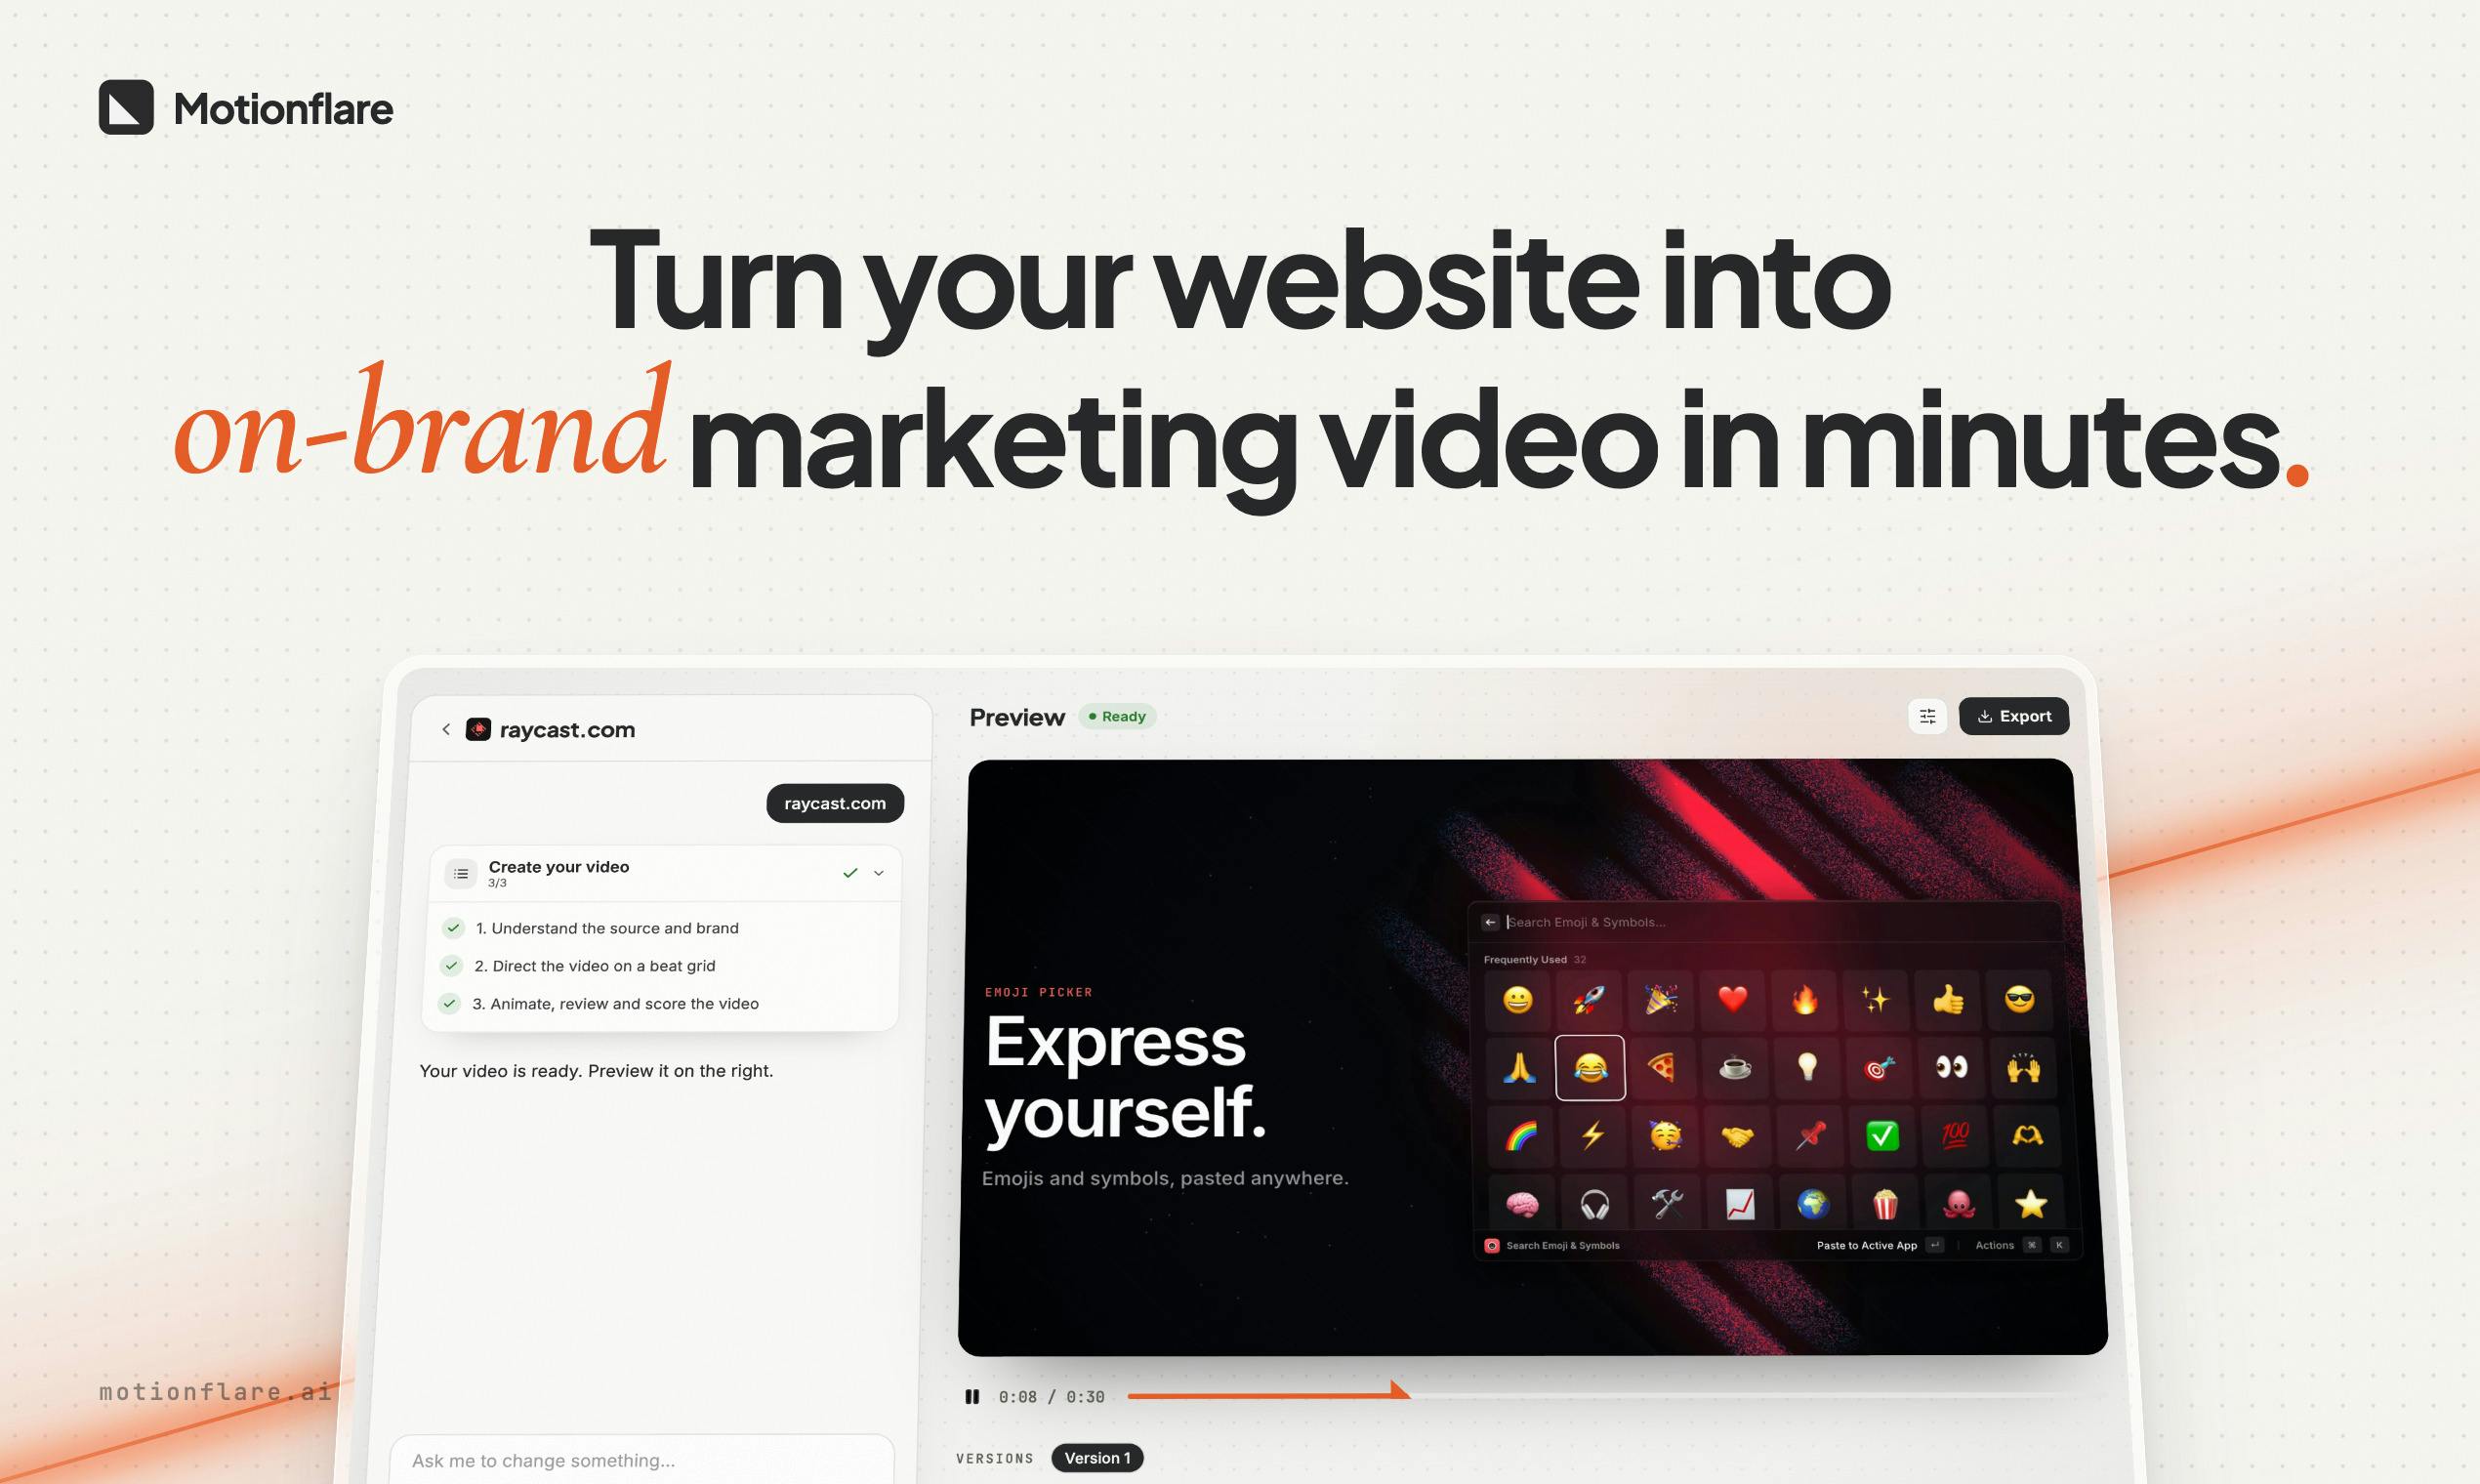 Motionflare
Turn your website into
on-brand marketing video in minutes.
raycast.com
raycast.com
Create your video
3/3
1. Understand the source and brand
2. Direct the video on a beat grid
3. Animate, review and score the video
Your video is ready. Preview it on the right.
Ask me to change something...
Preview
Ready
Export
EMOJI PICKER
Express
yourself.
Emojis and symbols, pasted anywhere.
Search Emoji & Symbols...
Frequently Used 32
Search Emoji & Symbols
Paste to Active App
Actions ⌘ K
0:08 / 0:30
VERSIONS Version 1
motionflare.ai